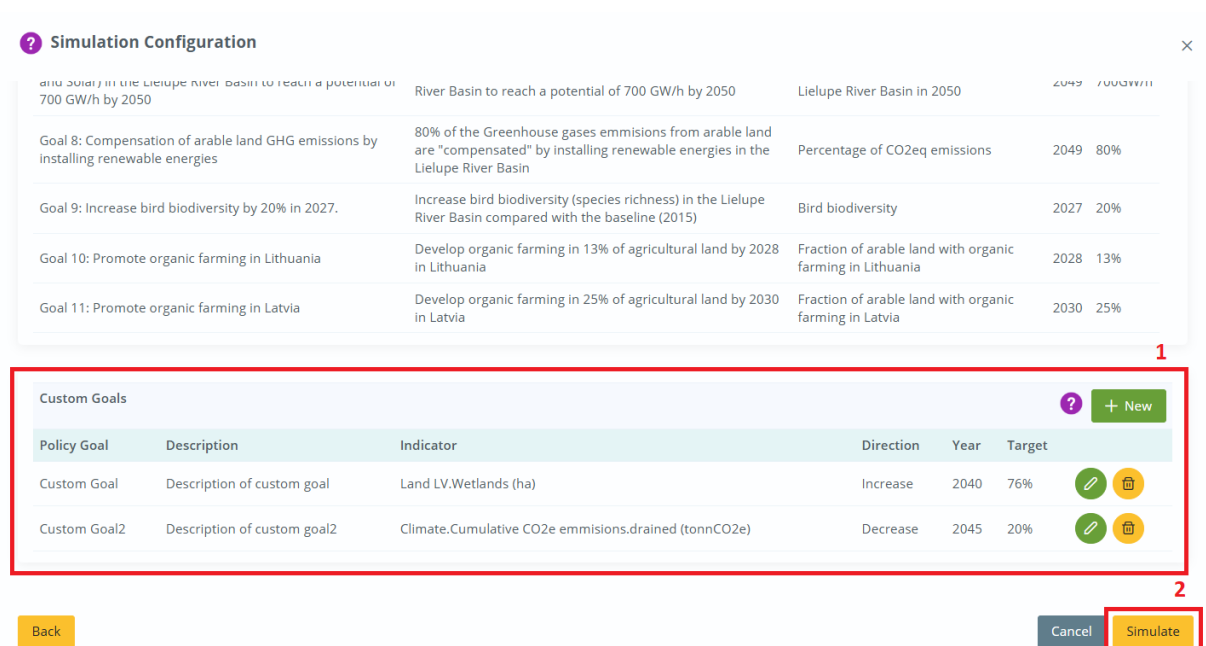 ? Simulation Configuration ×
and Solar) in the Lielupe River Basin to reach a potential of
700 GW/h by 2050
River Basin to reach a potential of 700 GW/h by 2050
Lielupe River Basin in 2050
2049 700GW/h
Goal 8: Compensation of arable land GHG emissions by
installing renewable energies
80% of the Greenhouse gases emmisions from arable land
are "compensated" by installing renewable energies in the
Lielupe River Basin
Percentage of CO2eq emissions
2049 80%
Goal 9: Increase bird biodiversity by 20% in 2027.
Increase bird biodiversity (species richness) in the Lielupe
River Basin compared with the baseline (2015)
Bird biodiversity
2027 20%
Goal 10: Promote organic farming in Lithuania
Develop organic farming in 13% of agricultural land by 2028
in Lithuania
Fraction of arable land with organic
farming in Lithuania
2028 13%
Goal 11: Promote organic farming in Latvia
Develop organic farming in 25% of agricultural land by 2030
in Latvia
Fraction of arable land with organic
farming in Latvia
2030 25%
1
Custom Goals ? + New
Policy Goal Description Indicator Direction Year Target
Custom Goal Description of custom goal Land LV.Wetlands (ha) Increase 2040 76%
Custom Goal2 Description of custom goal2 Climate.Cumulative CO2e emmisions.drained (tonnCO2e) Decrease 2045 20%
2
Back Cancel Simulate